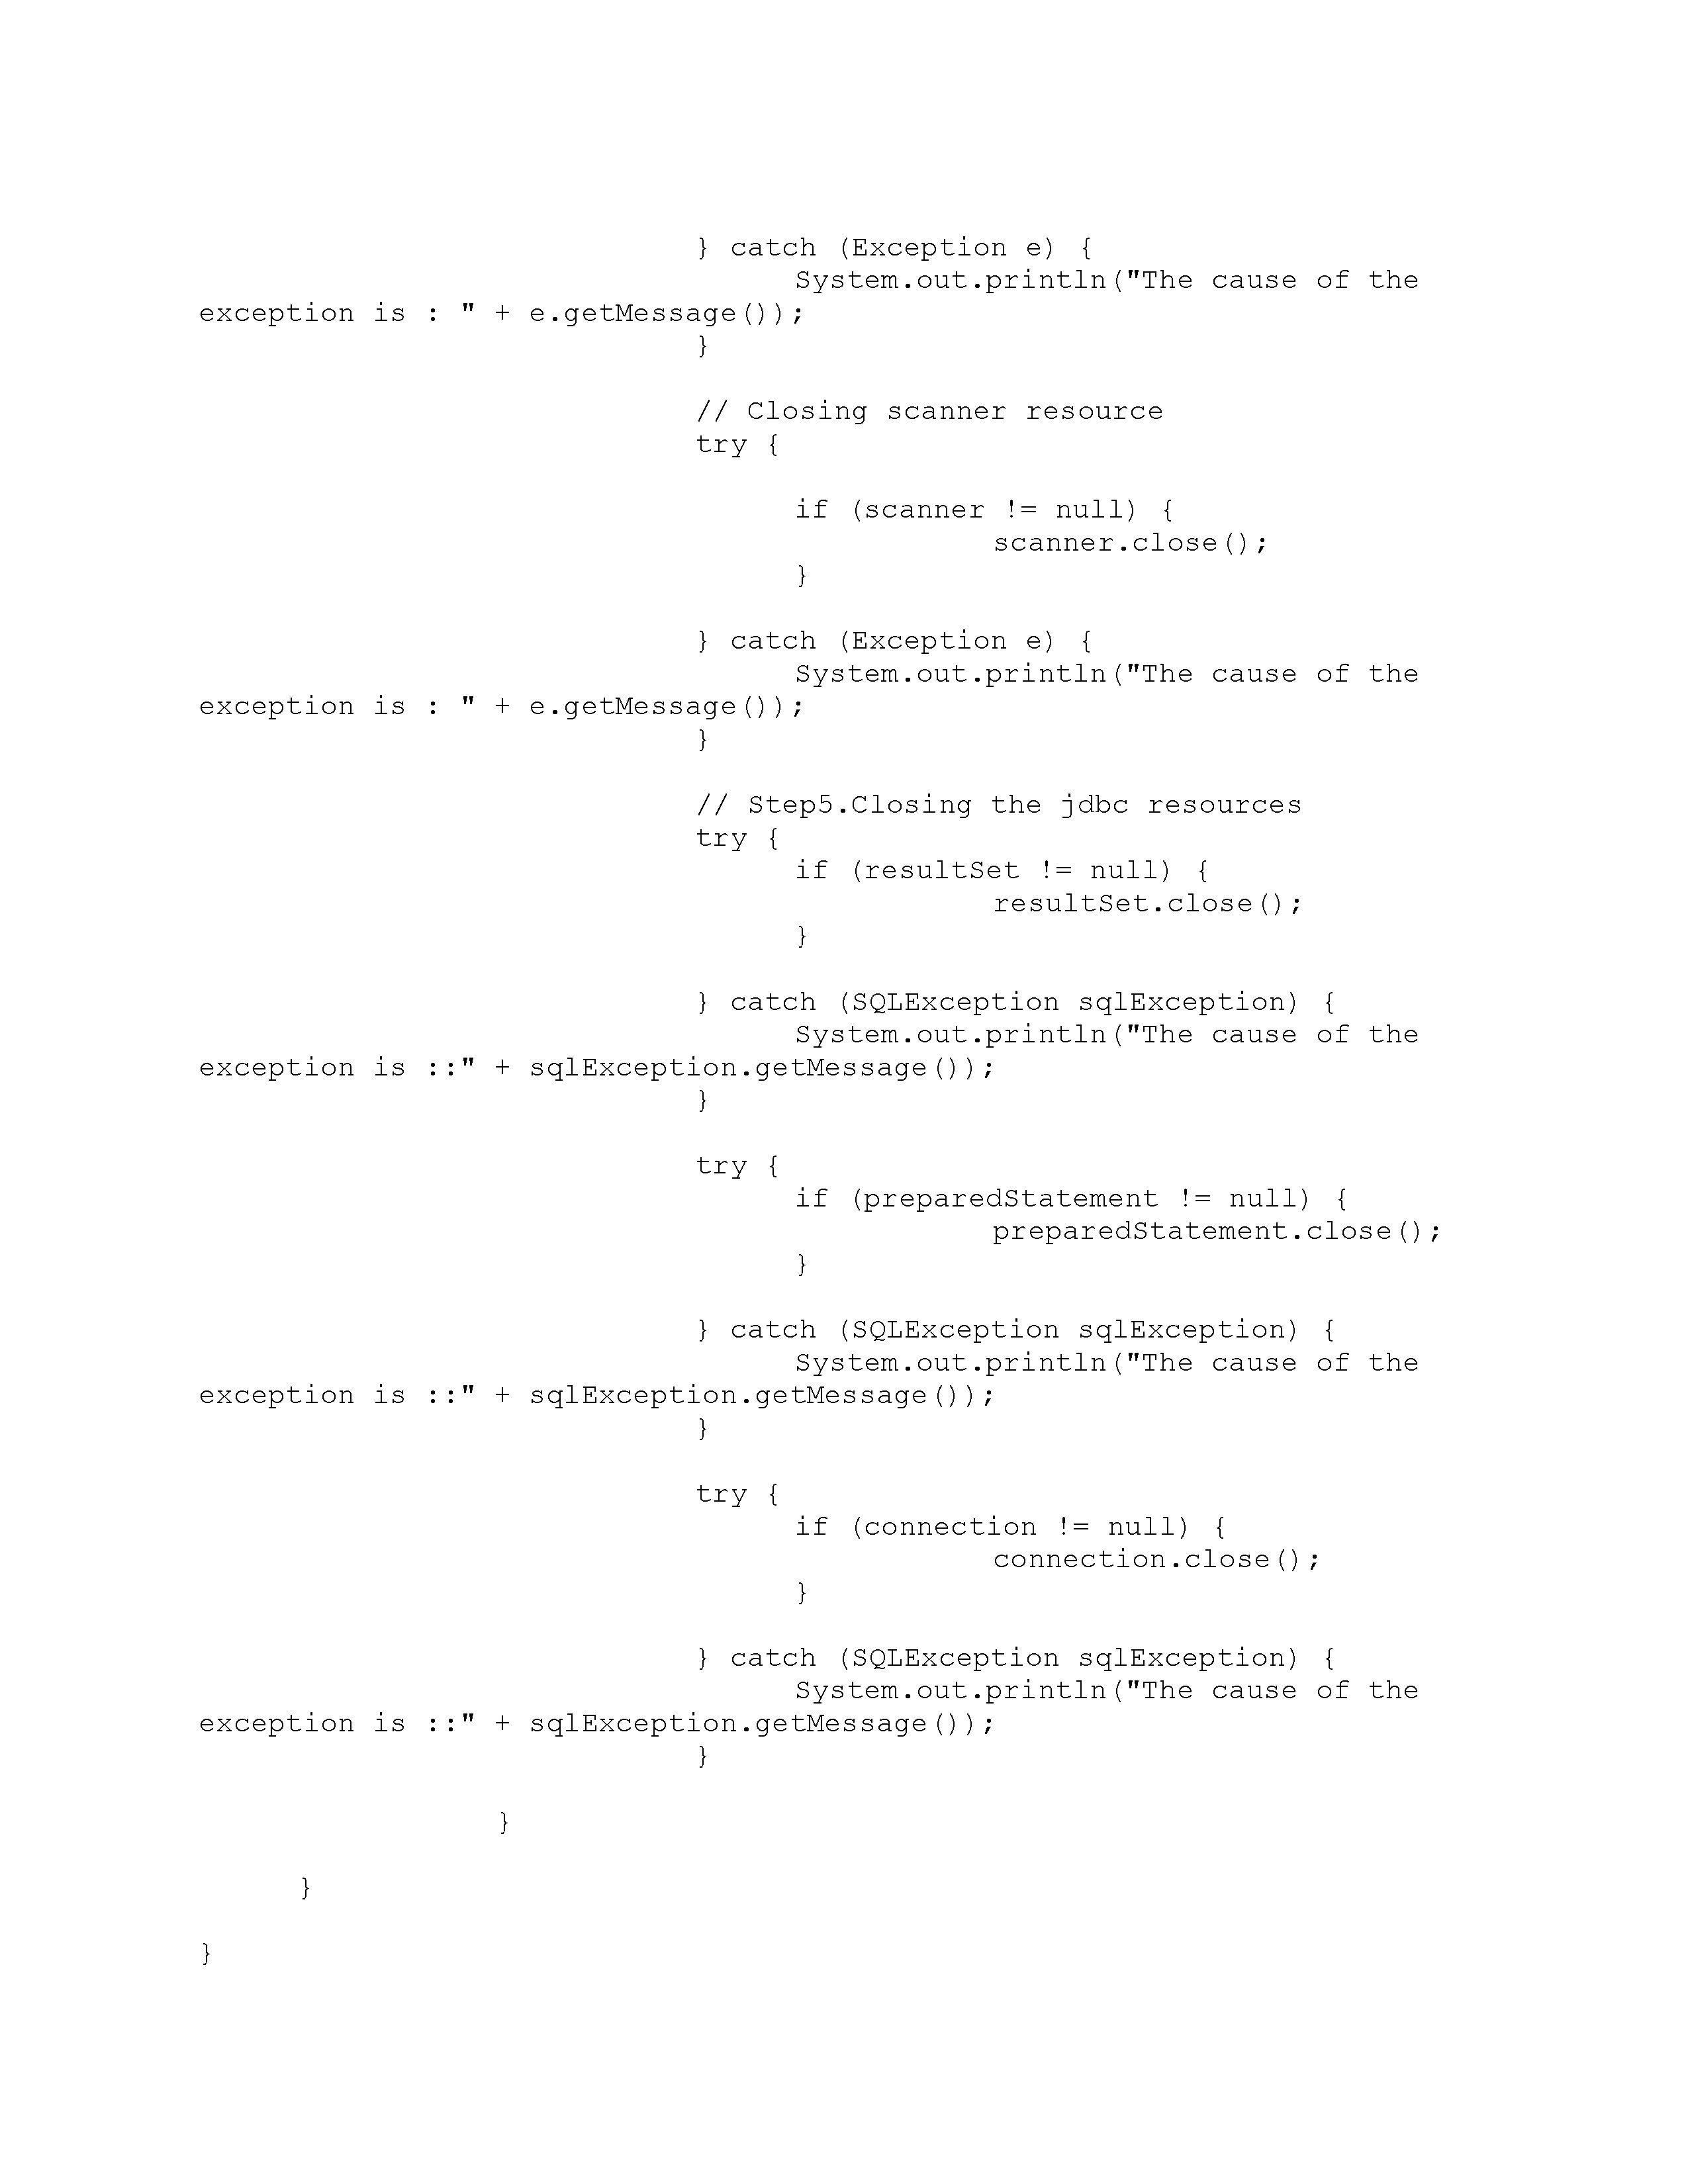 } catch (Exception e) {
System.out.println("The cause of the
exception is : " + e.getMessage());
}
// Closing scanner resource
try {
if (scanner != null) {
scanner.close();
}
} catch (Exception e) {
System.out.println("The cause of the
exception is : " + e.getMessage());
}
// Step5.Closing the jdbc resources
try {
if (resultSet != null) {
resultSet.close();
}
} catch (SQLException sqlException) {
System.out.println("The cause of the
exception is ::" + sqlException.getMessage());
}
try {
if (preparedStatement != null) {
preparedStatement.close();
}
} catch (SQLException sqlException) {
System.out.println("The cause of the
exception is ::" + sqlException.getMessage());
}
try {
if (connection != null) {
connection.close();
}
} catch (SQLException sqlException) {
System.out.println("The cause of the
exception is ::" + sqlException.getMessage());
}
}
}
}